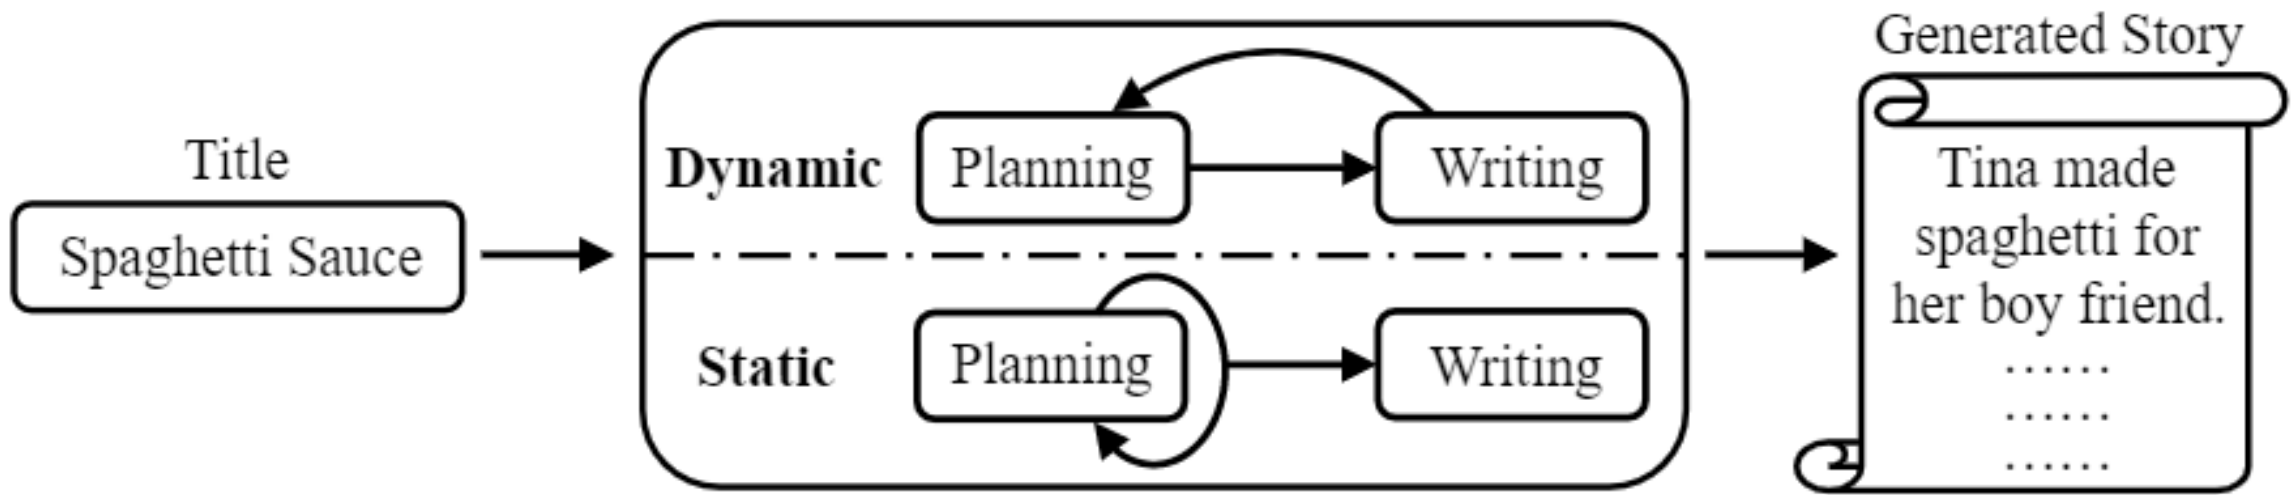 Title
Spaghetti Sauce
Dynamic
Planning
Writing
Static
Planning
Writing
Generated Story
Tina made
spaghetti for
her boy friend.
......
......
......